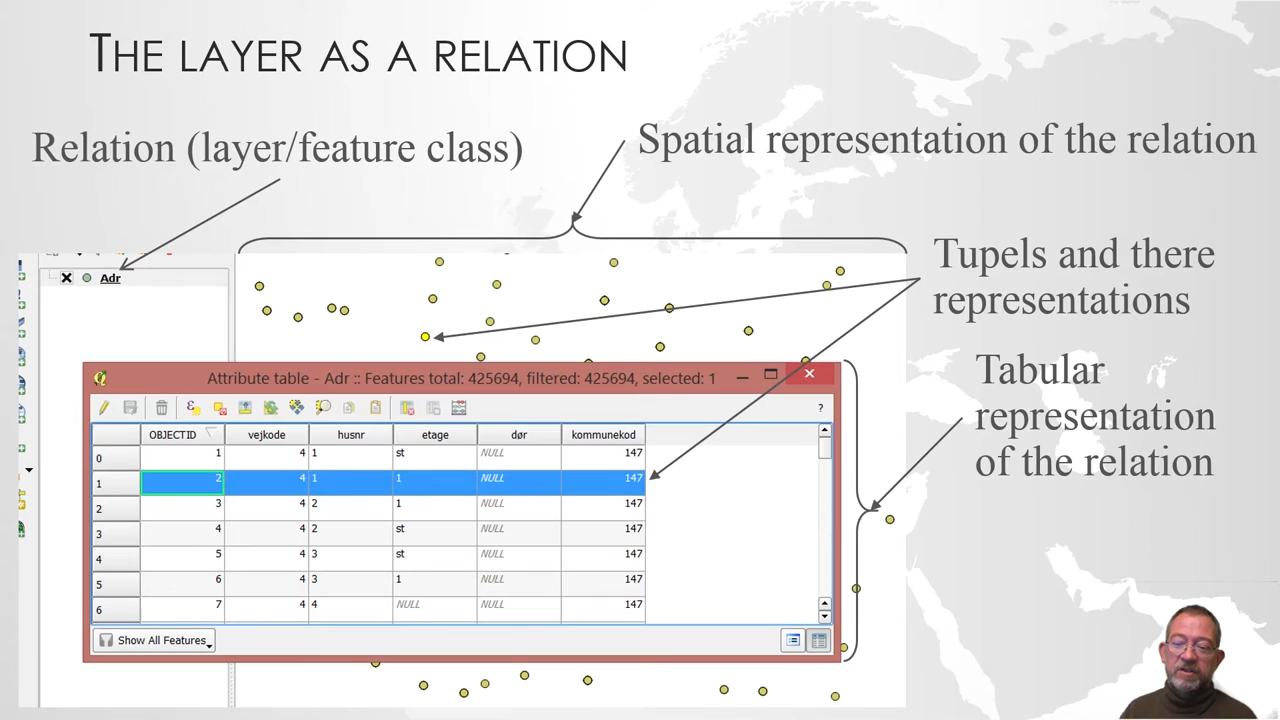 THE LAYER AS A RELATION
Relation (layer/feature class)
Spatial representation of the relation
Tupels and there
representations
Tabular
representation
of the relation
Adr
Attribute table - Adr :: Features total: 425694, filtered: 425694, selected: 1
?
OBJECTID vejkode husnr etage dør kommunekod
0 1 4 1 st NULL 147
1 2 4 1 1 NULL 147
2 3 4 2 1 NULL 147
3 4 4 2 st NULL 147
4 5 4 3 st NULL 147
5 6 4 3 1 NULL 147
6 7 4 4 NULL NULL 147
Show All Features